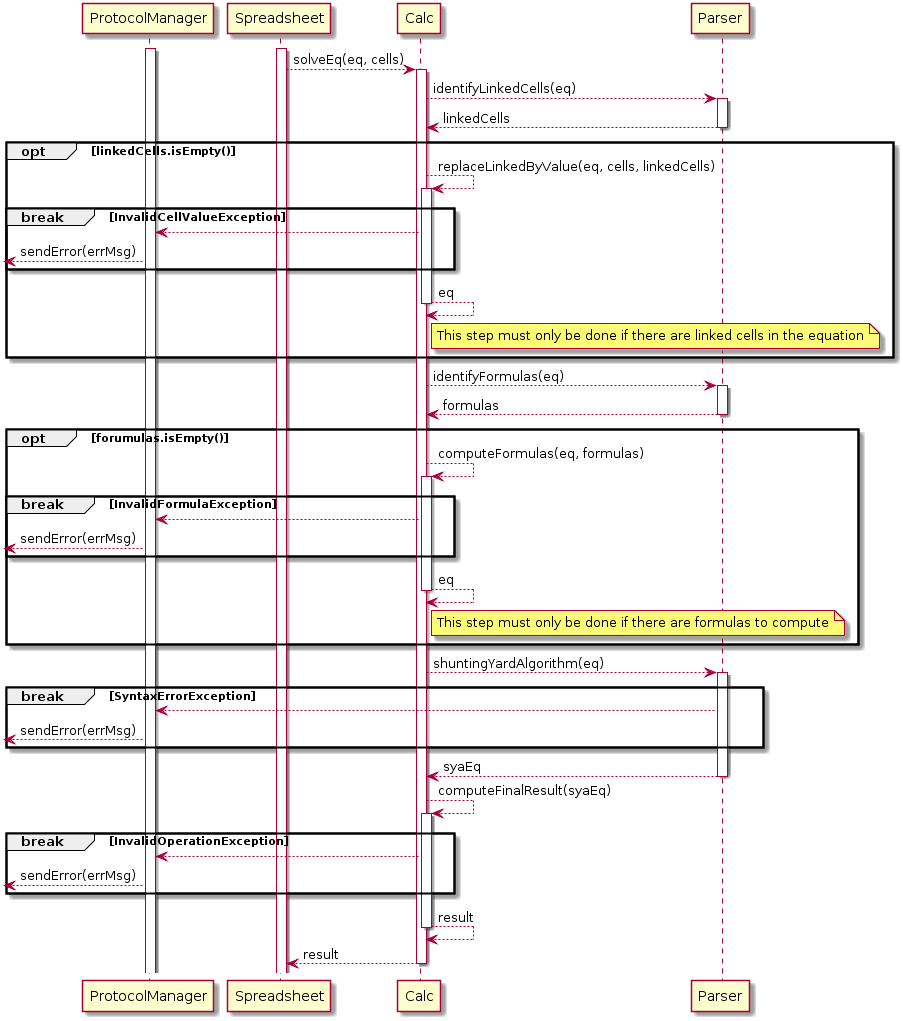 ProtocolManager Spreadsheet Calc Parser
solveEq(eq, cells)
identifyLinkedCells(eq)
linkedCells
opt [linkedCells.isEmpty()]
replaceLinkedByValue(eq, cells, linkedCells)
break [InvalidCellValueException]
sendError(errMsg)
eq
This step must only be done if there are linked cells in the equation
identifyFormulas(eq)
formulas
opt [forumulas.isEmpty()]
computeFormulas(eq, formulas)
break [InvalidFormulaException]
sendError(errMsg)
eq
This step must only be done if there are formulas to compute
shuntingYardAlgorithm(eq)
break [SyntaxErrorException]
sendError(errMsg)
syaEq
computeFinalResult(syaEq)
break [InvalidOperationException]
sendError(errMsg)
result
result
ProtocolManager Spreadsheet Calc Parser